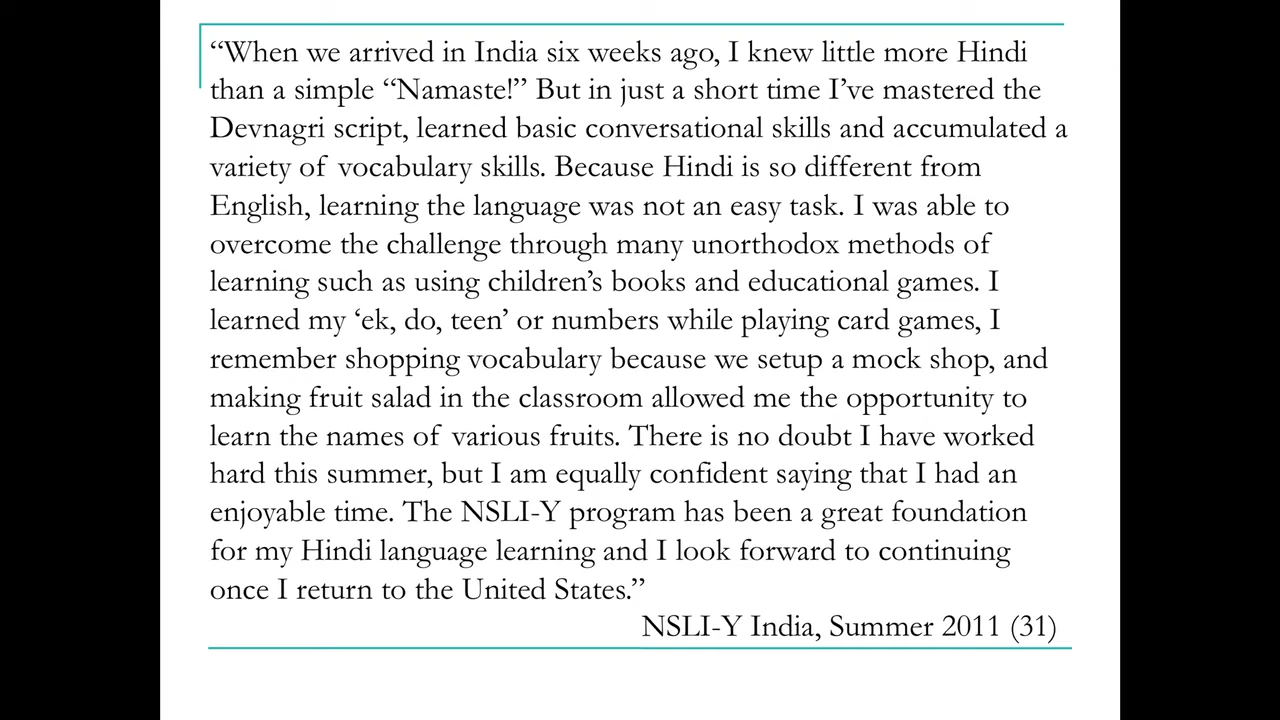 “When we arrived in India six weeks ago, I knew little more Hindi
than a simple “Namaste!” But in just a short time I’ve mastered the
Devnagri script, learned basic conversational skills and accumulated a
variety of vocabulary skills. Because Hindi is so different from
English, learning the language was not an easy task. I was able to
overcome the challenge through many unorthodox methods of
learning such as using children’s books and educational games. I
learned my ‘ek, do, teen’ or numbers while playing card games, I
remember shopping vocabulary because we setup a mock shop, and
making fruit salad in the classroom allowed me the opportunity to
learn the names of various fruits. There is no doubt I have worked
hard this summer, but I am equally confident saying that I had an
enjoyable time. The NSLI-Y program has been a great foundation
for my Hindi language learning and I look forward to continuing
once I return to the United States.”
NSLI-Y India, Summer 2011 (31)